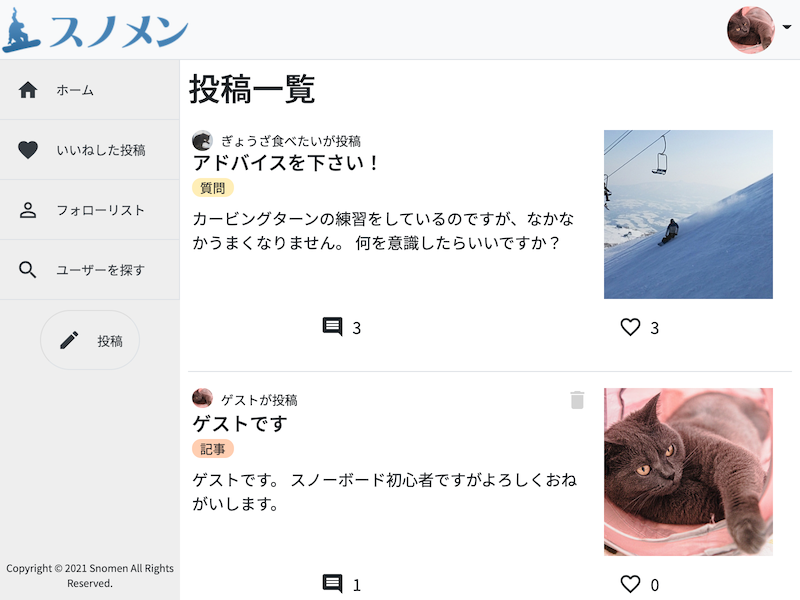 スノメン
ホーム
いいねした投稿
フォローリスト
ユーザーを探す
投稿
Copyright © 2021 Snomen All Rights
Reserved.
投稿一覧
ぎょうざ食べたいが投稿
アドバイスを下さい！
質問
カービングターンの練習をしているのですが、なかな
かうまくなりません。 何を意識したらいいですか？
3
3
ゲストが投稿
ゲストです
記事
ゲストです。 スノーボード初心者ですがよろしくおね
がいします。
1
0